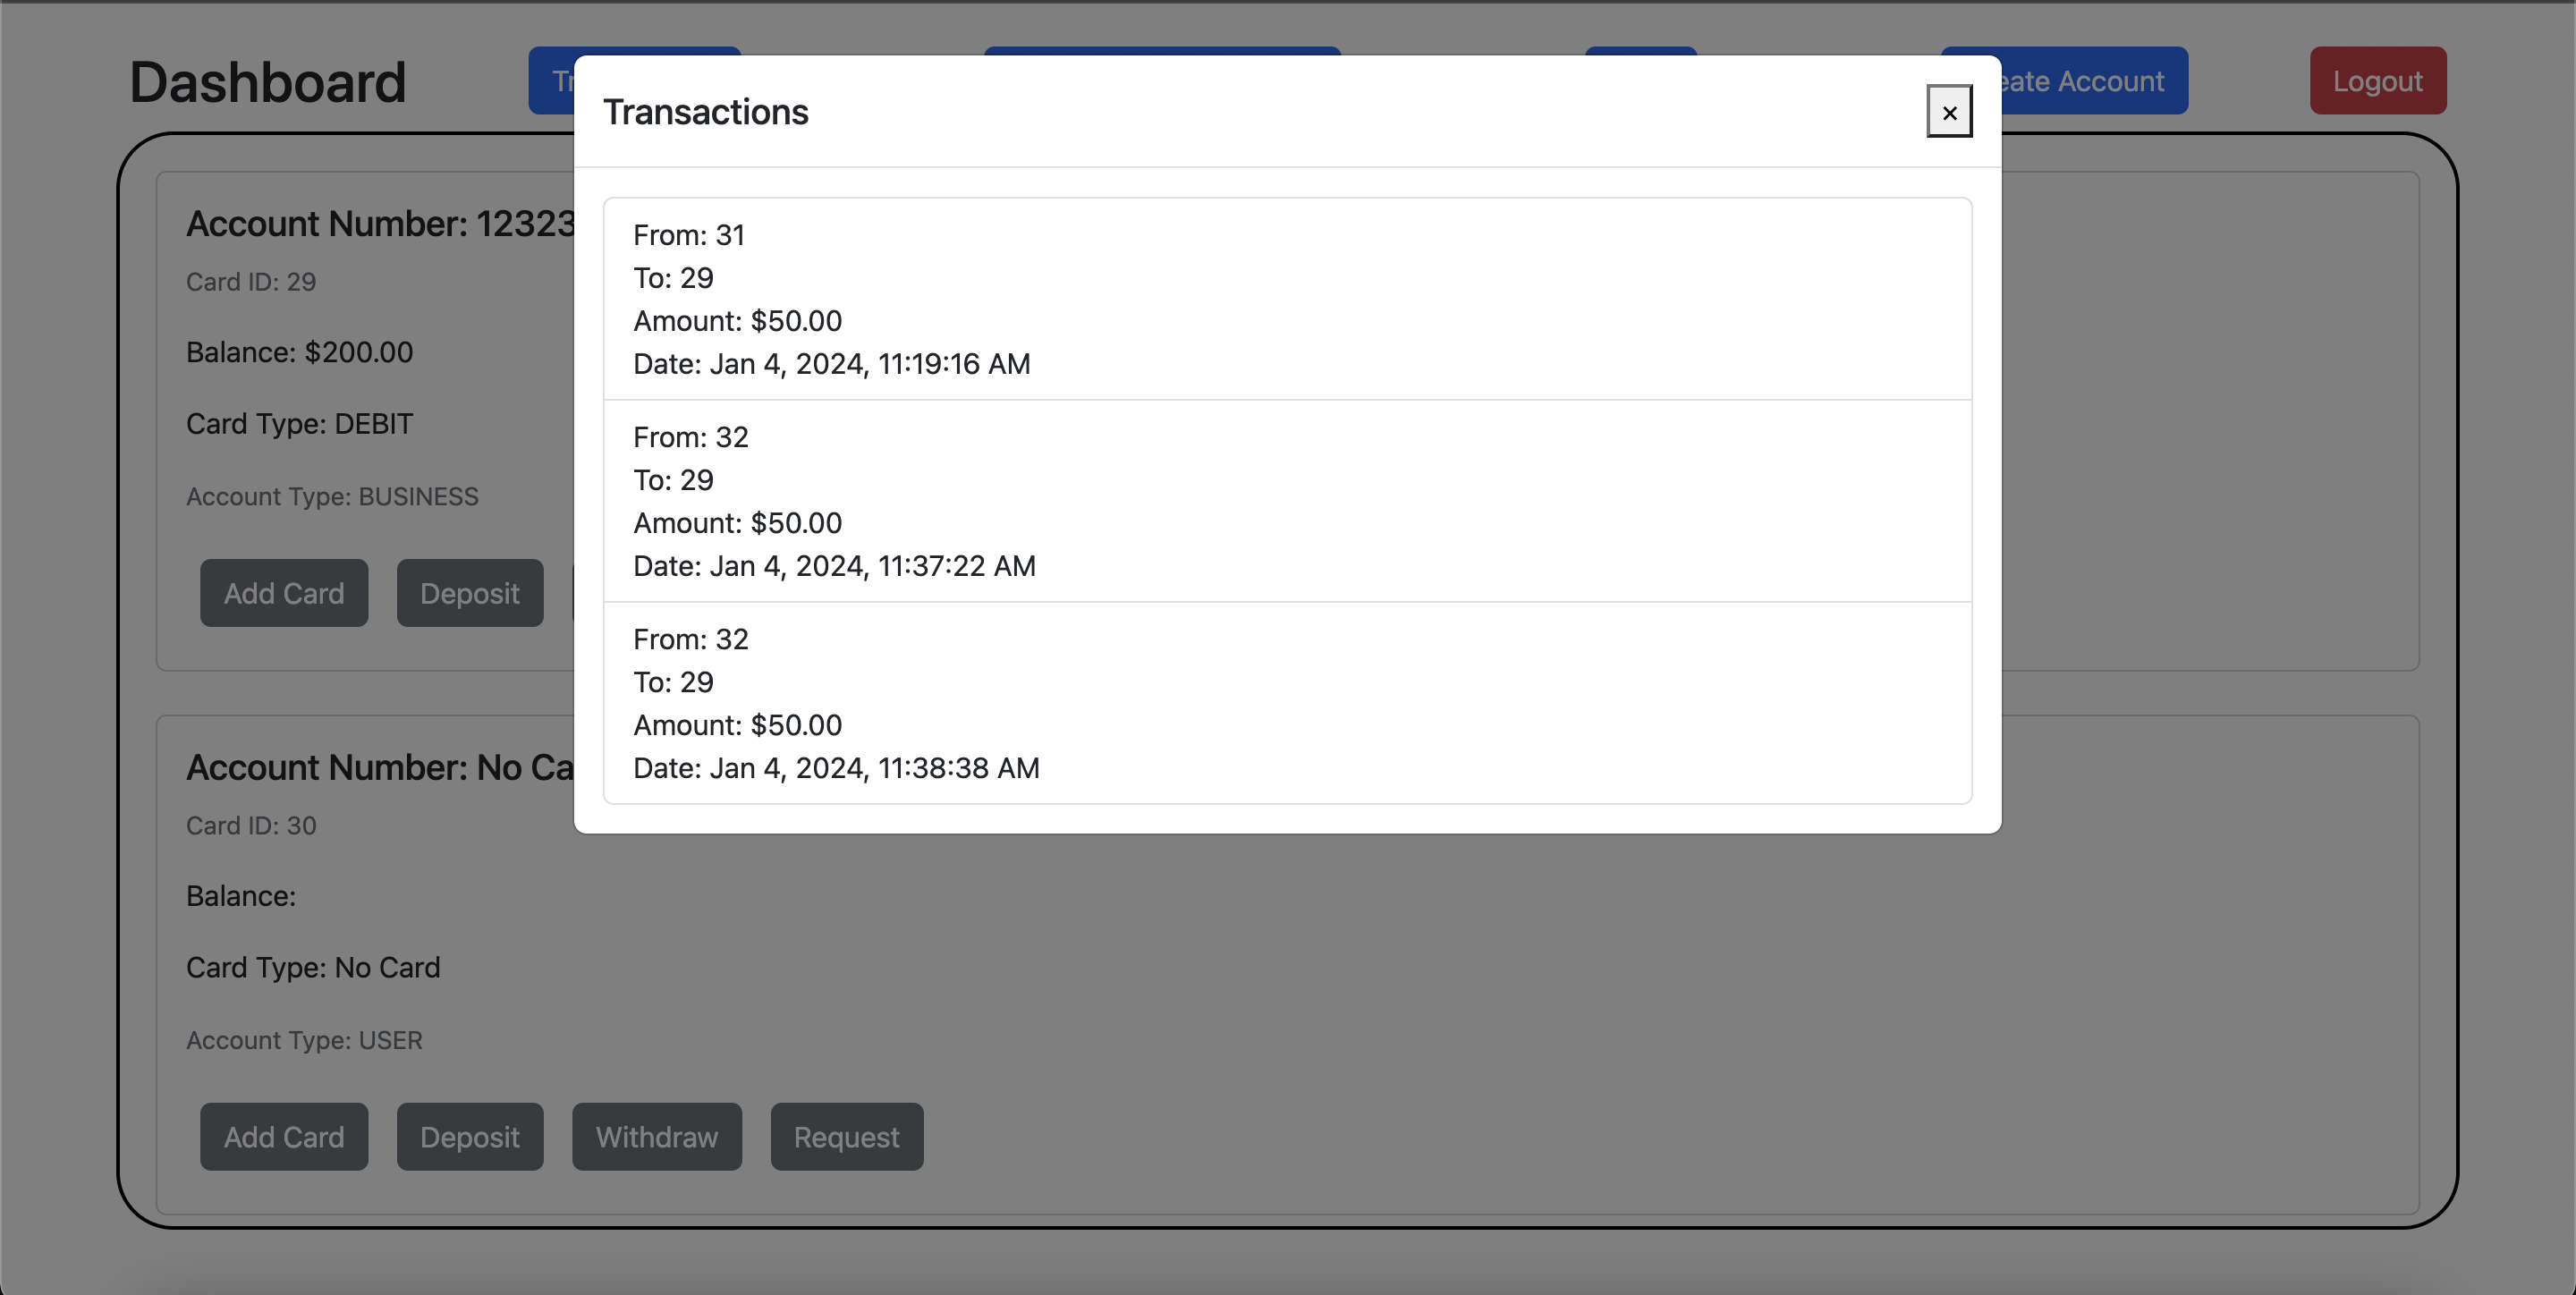 Dashboard
Logout
Transactions
×
From: 31
To: 29
Amount: $50.00
Date: Jan 4, 2024, 11:19:16 AM
From: 32
To: 29
Amount: $50.00
Date: Jan 4, 2024, 11:37:22 AM
From: 32
To: 29
Amount: $50.00
Date: Jan 4, 2024, 11:38:38 AM
Account Number: 12323
Card ID: 29
Balance: $200.00
Card Type: DEBIT
Account Type: BUSINESS
Add Card Deposit
Account Number: No
Card ID: 30
Balance:
Card Type: No Card
Account Type: USER
Add Card Deposit Withdraw Request
eate Account